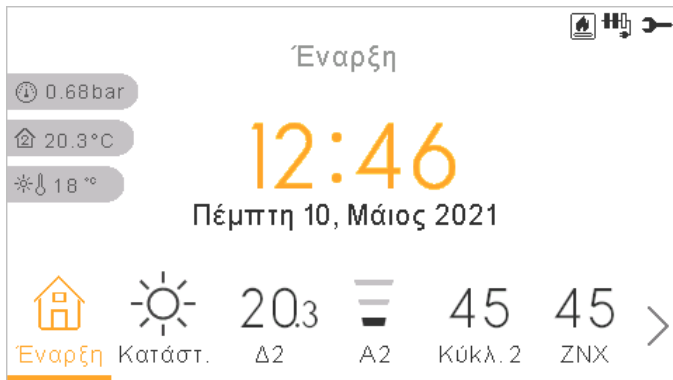 Έναρξη
0.68bar
2
20.3°C
18 °C
12:46
Πέμπτη 10, Μάιος 2021
20.3
45
45
Έναρξη
Κατάστ.
Δ2
Α2
Κύκλ. 2
ΖΝΧ